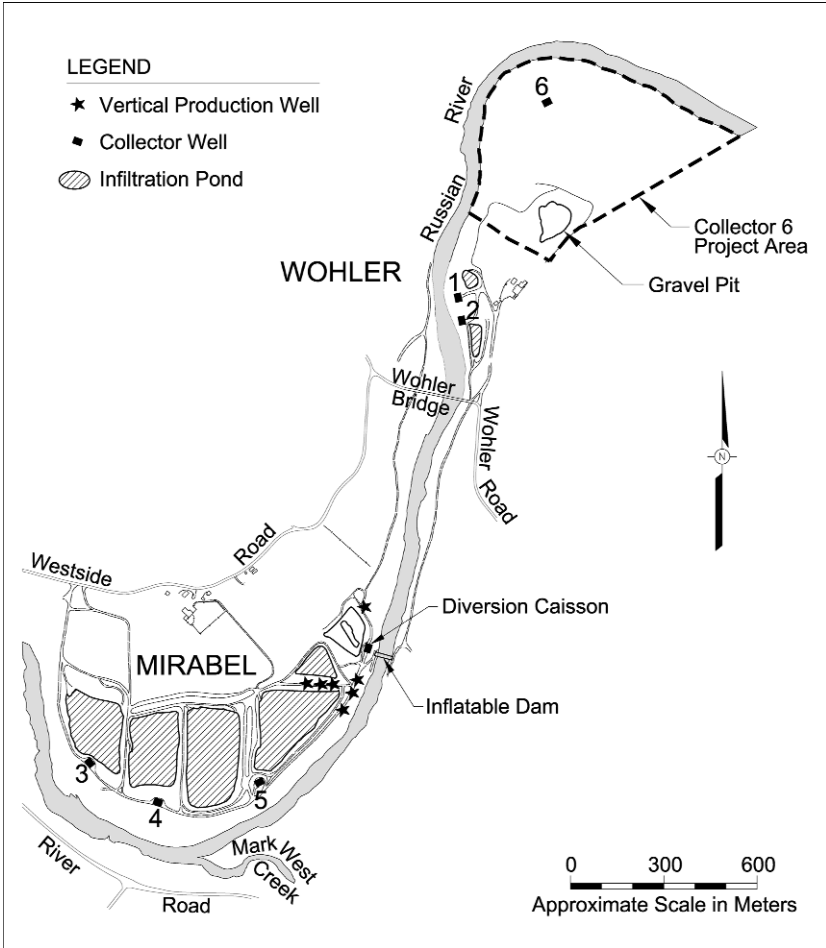 LEGEND
Vertical Production Well
Collector Well
Infiltration Pond
6
River
Russian
Collector 6
Project Area
Gravel Pit
WOHLER
1
2
Wohler
Bridge
Wohler
Road
N
Westside
Road
Diversion Caisson
MIRABEL
Inflatable Dam
3
4
5
Mark West
Creek
River
Road
0 300 600
Approximate Scale in Meters